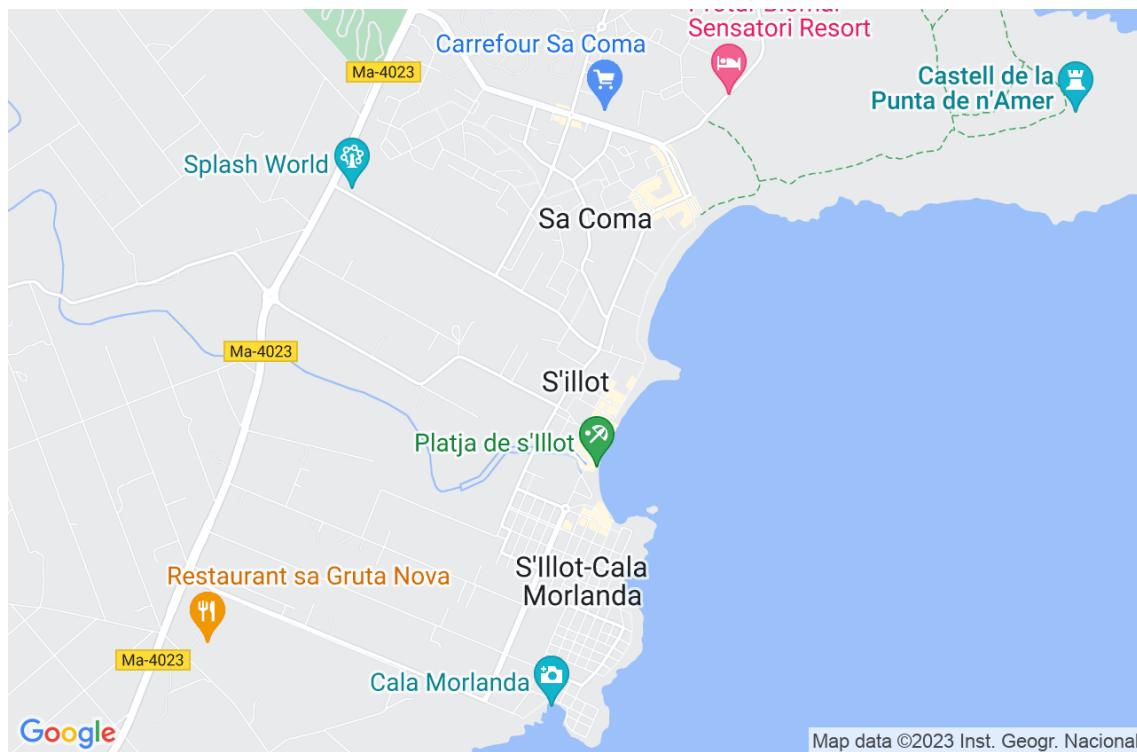 Sensatori Resort
Carrefour Sa Coma
Ma-4023
Castell de la
Punta de n'Amer
Splash World
Sa Coma
Ma-4023
S'illot
Platja de s'Illot
S'Illot-Cala
Morlanda
Restaurant sa Gruta Nova
Ma-4023
Cala Morlanda
Google
Map data ©2023 Inst. Geogr. Nacional